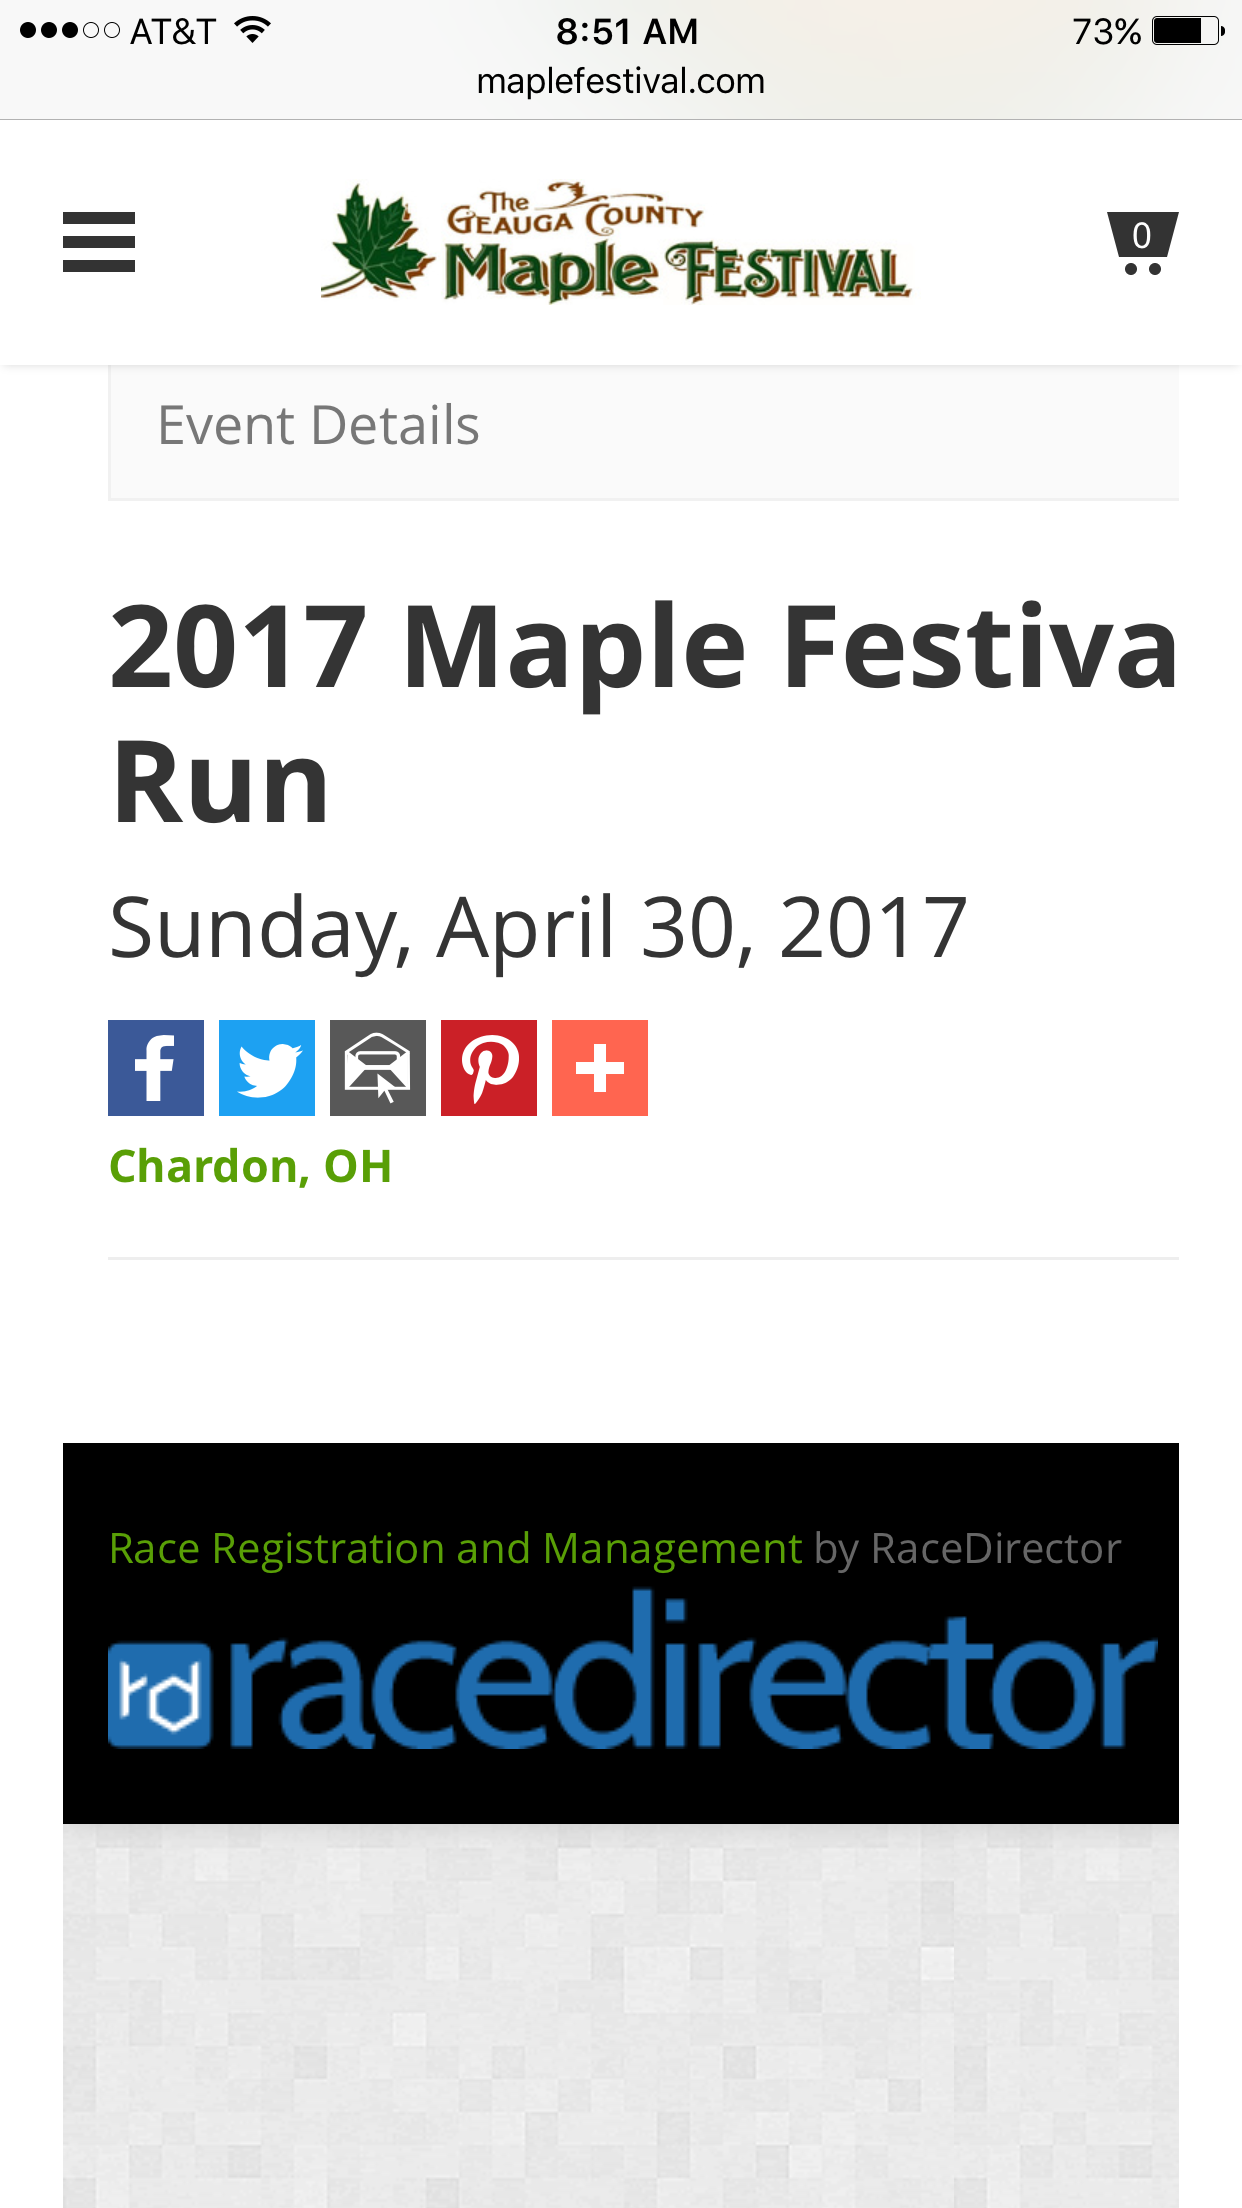 AT&T 8:51 AM 73%
maplefestival.com
The
GEAUGA COUNTY
Maple FESTIVAL
0
Event Details
2017 Maple Festiva
Run
Sunday, April 30, 2017
Chardon, OH
Race Registration and Management by RaceDirector
rd racedirector